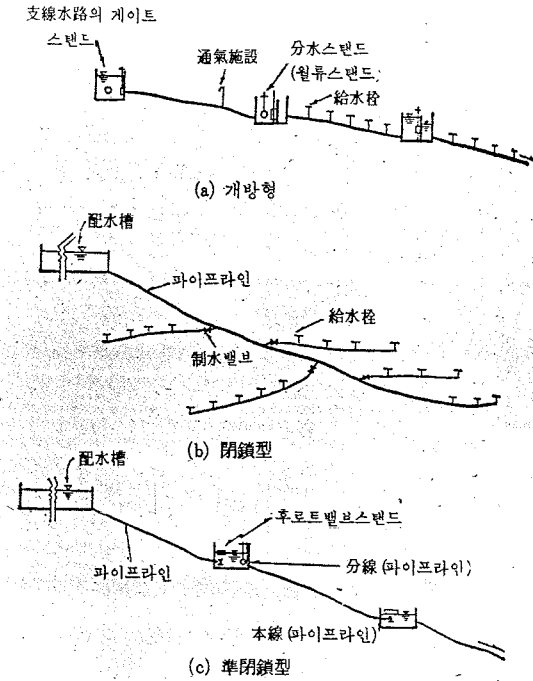 支線水路의 게이트
스탠드
通氣施設
分水스탠드
(월류스탠드)
給水栓
(a) 개방형
配水槽
파이프라인
給水栓
制水밸브
(b) 閉鎖型
配水槽
후로트밸브스탠드
파이프라인
分線(파이프라인)
本線(파이프라인)
(c) 準閉鎖型